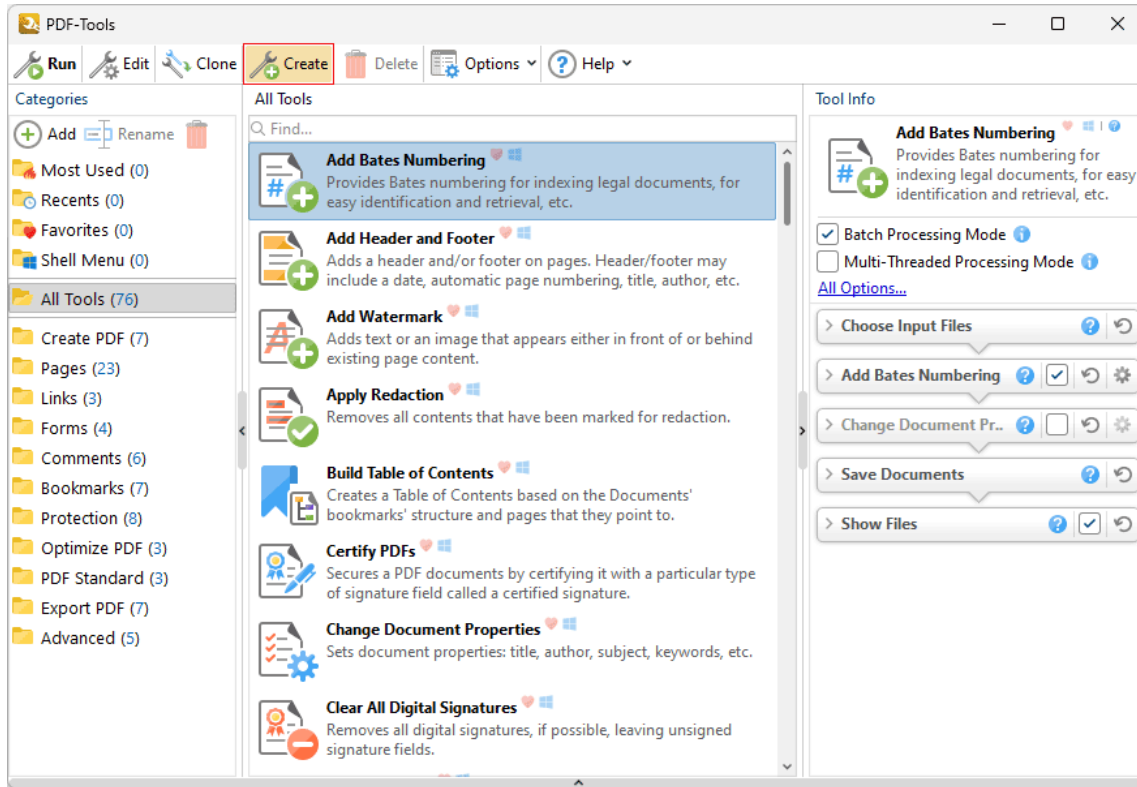 PDF-Tools
Run Edit Clone Create Delete Options Help
Categories
Add Rename
Most Used (0)
Recents (0)
Favorites (0)
Shell Menu (0)
All Tools (76)
Create PDF (7)
Pages (23)
Links (3)
Forms (4)
Comments (6)
Bookmarks (7)
Protection (8)
Optimize PDF (3)
PDF Standard (3)
Export PDF (7)
Advanced (5)
All Tools
Find...
Add Bates Numbering
Provides Bates numbering for indexing legal documents, for
easy identification and retrieval, etc.
Add Header and Footer
Adds a header and/or footer on pages. Header/footer may
include a date, automatic page numbering, title, author, etc.
Add Watermark
Adds text or an image that appears either in front of or behind
existing page content.
Apply Redaction
Removes all contents that have been marked for redaction.
Build Table of Contents
Creates a Table of Contents based on the Documents'
bookmarks' structure and pages that they point to.
Certify PDFs
Secures a PDF documents by certifying it with a particular type
of signature field called a certified signature.
Change Document Properties
Sets document properties: title, author, subject, keywords, etc.
Clear All Digital Signatures
Removes all digital signatures, if possible, leaving unsigned
signature fields.
Tool Info
Add Bates Numbering
Provides Bates numbering for
indexing legal documents, for easy
identification and retrieval, etc.
Batch Processing Mode
Multi-Threaded Processing Mode
All Options...
Choose Input Files
Add Bates Numbering
Change Document Pr..
Save Documents
Show Files